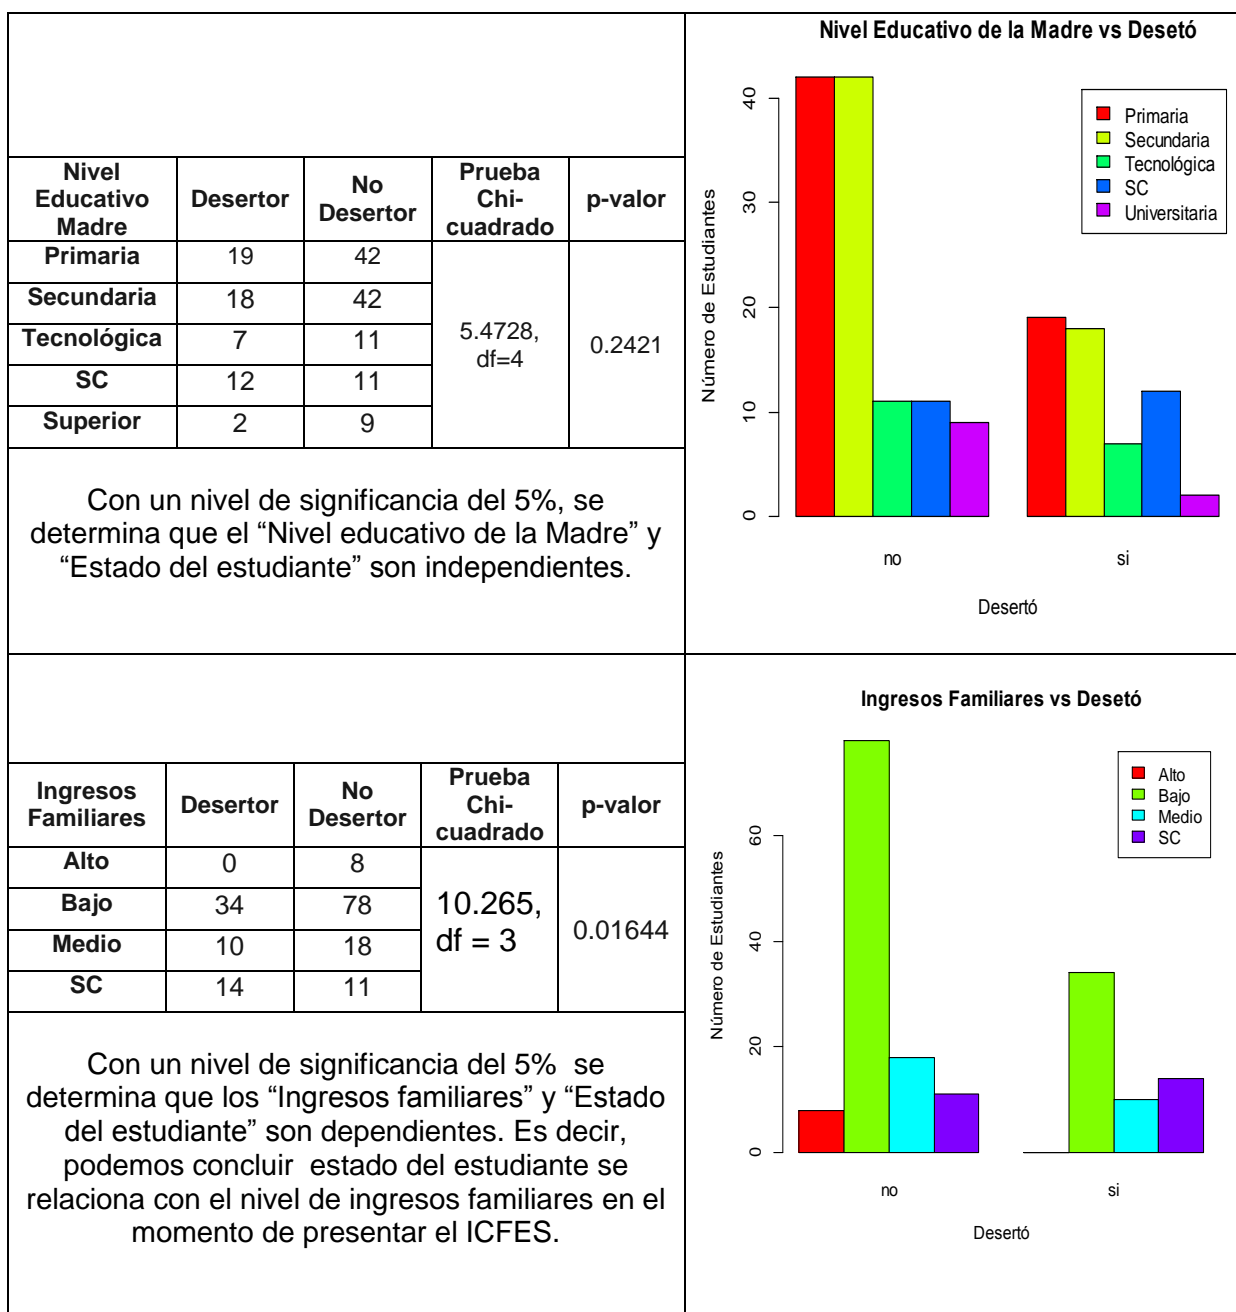 Nivel Educativo Madre Desertor No Desertor Prueba Chi-cuadrado p-valor
Primaria 19 42 5.4728, df=4 0.2421
Secundaria 18 42
Tecnológica 7 11
SC 12 11
Superior 2 9
Con un nivel de significancia del 5%, se
determina que el “Nivel educativo de la Madre” y
“Estado del estudiante” son independientes.
Nivel Educativo de la Madre vs Desetó
Número de Estudiantes
40
30
20
10
0
Primaria
Secundaria
Tecnológica
SC
Universitaria
no si
Desertó
Ingresos Familiares Desertor No Desertor Prueba Chi-cuadrado p-valor
Alto 0 8 10.265, df = 3 0.01644
Bajo 34 78
Medio 10 18
SC 14 11
Con un nivel de significancia del 5% se
determina que los “Ingresos familiares” y “Estado
del estudiante” son dependientes. Es decir,
podemos concluir estado del estudiante se
relaciona con el nivel de ingresos familiares en el
momento de presentar el ICFES.
Ingresos Familiares vs Desetó
Número de Estudiantes
60
40
20
0
Alto
Bajo
Medio
SC
no si
Desertó